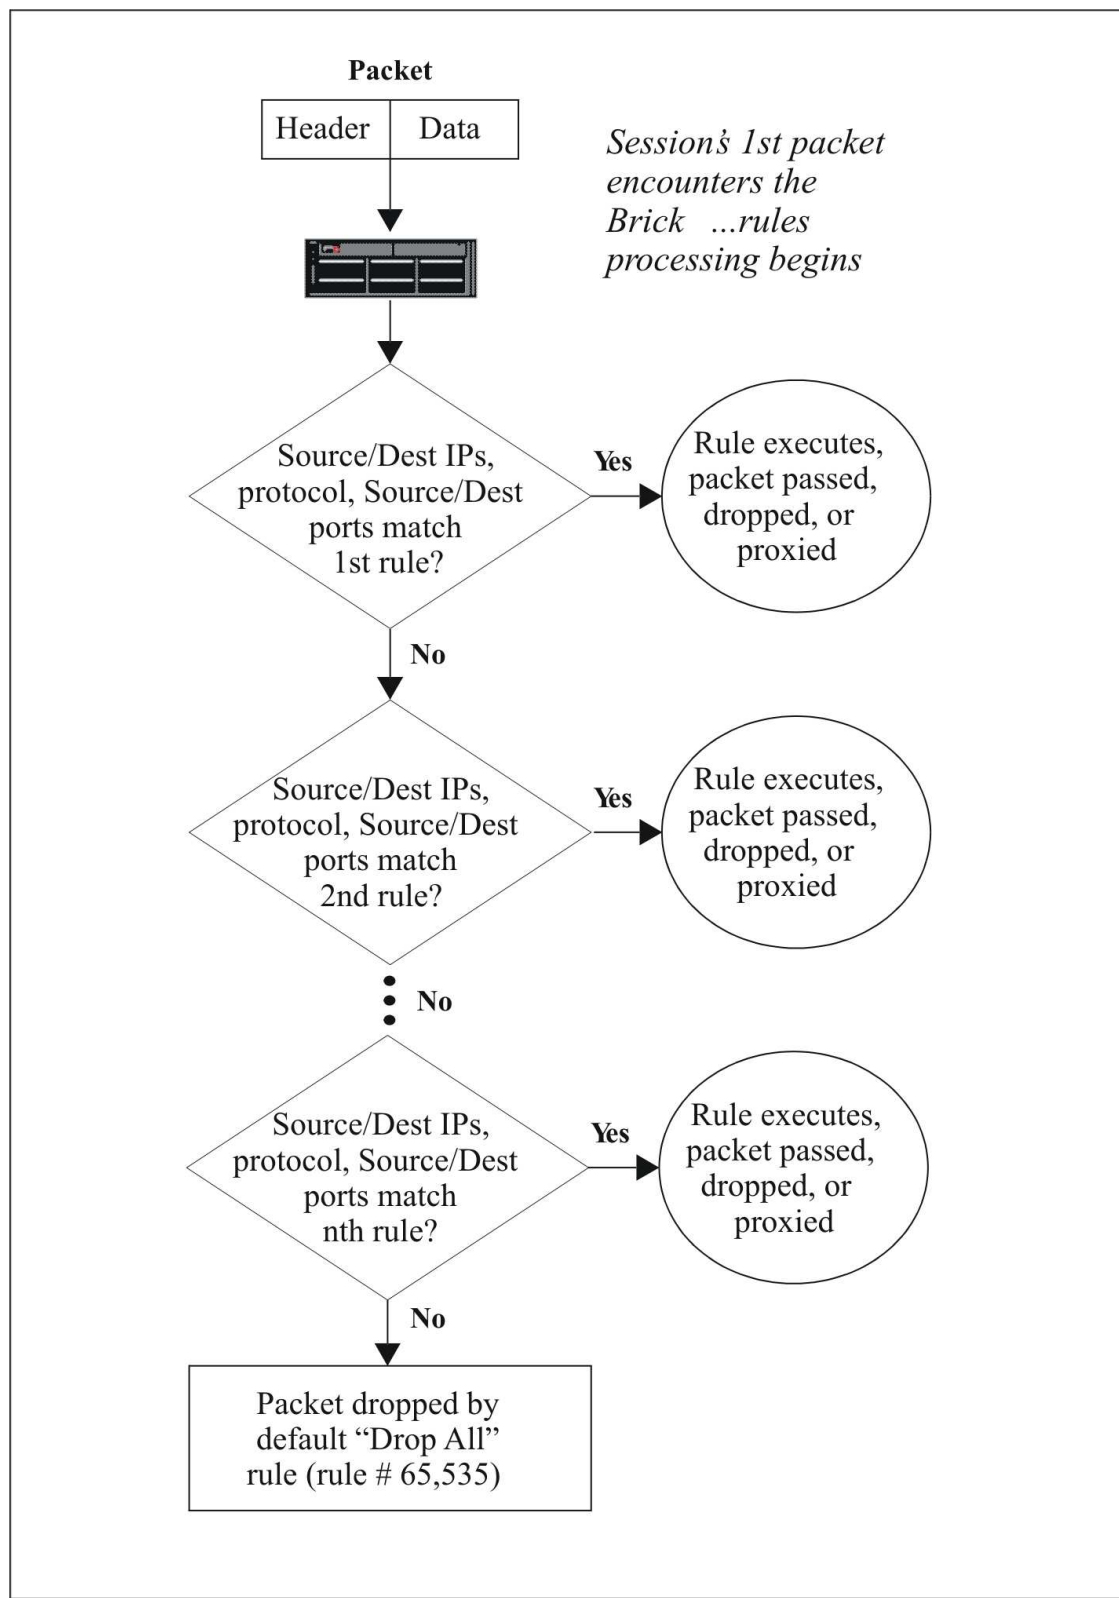 Packet
Header
Data
Session's 1st packet
encounters the
Brick ...rules
processing begins
Source/Dest IPs,
protocol, Source/Dest
ports match
1st rule?
Yes
Rule executes,
packet passed,
dropped, or
proxied
No
Source/Dest IPs,
protocol, Source/Dest
ports match
2nd rule?
Yes
Rule executes,
packet passed,
dropped, or
proxied
No
Source/Dest IPs,
protocol, Source/Dest
ports match
nth rule?
Yes
Rule executes,
packet passed,
dropped, or
proxied
No
Packet dropped by
default “Drop All”
rule (rule # 65,535)